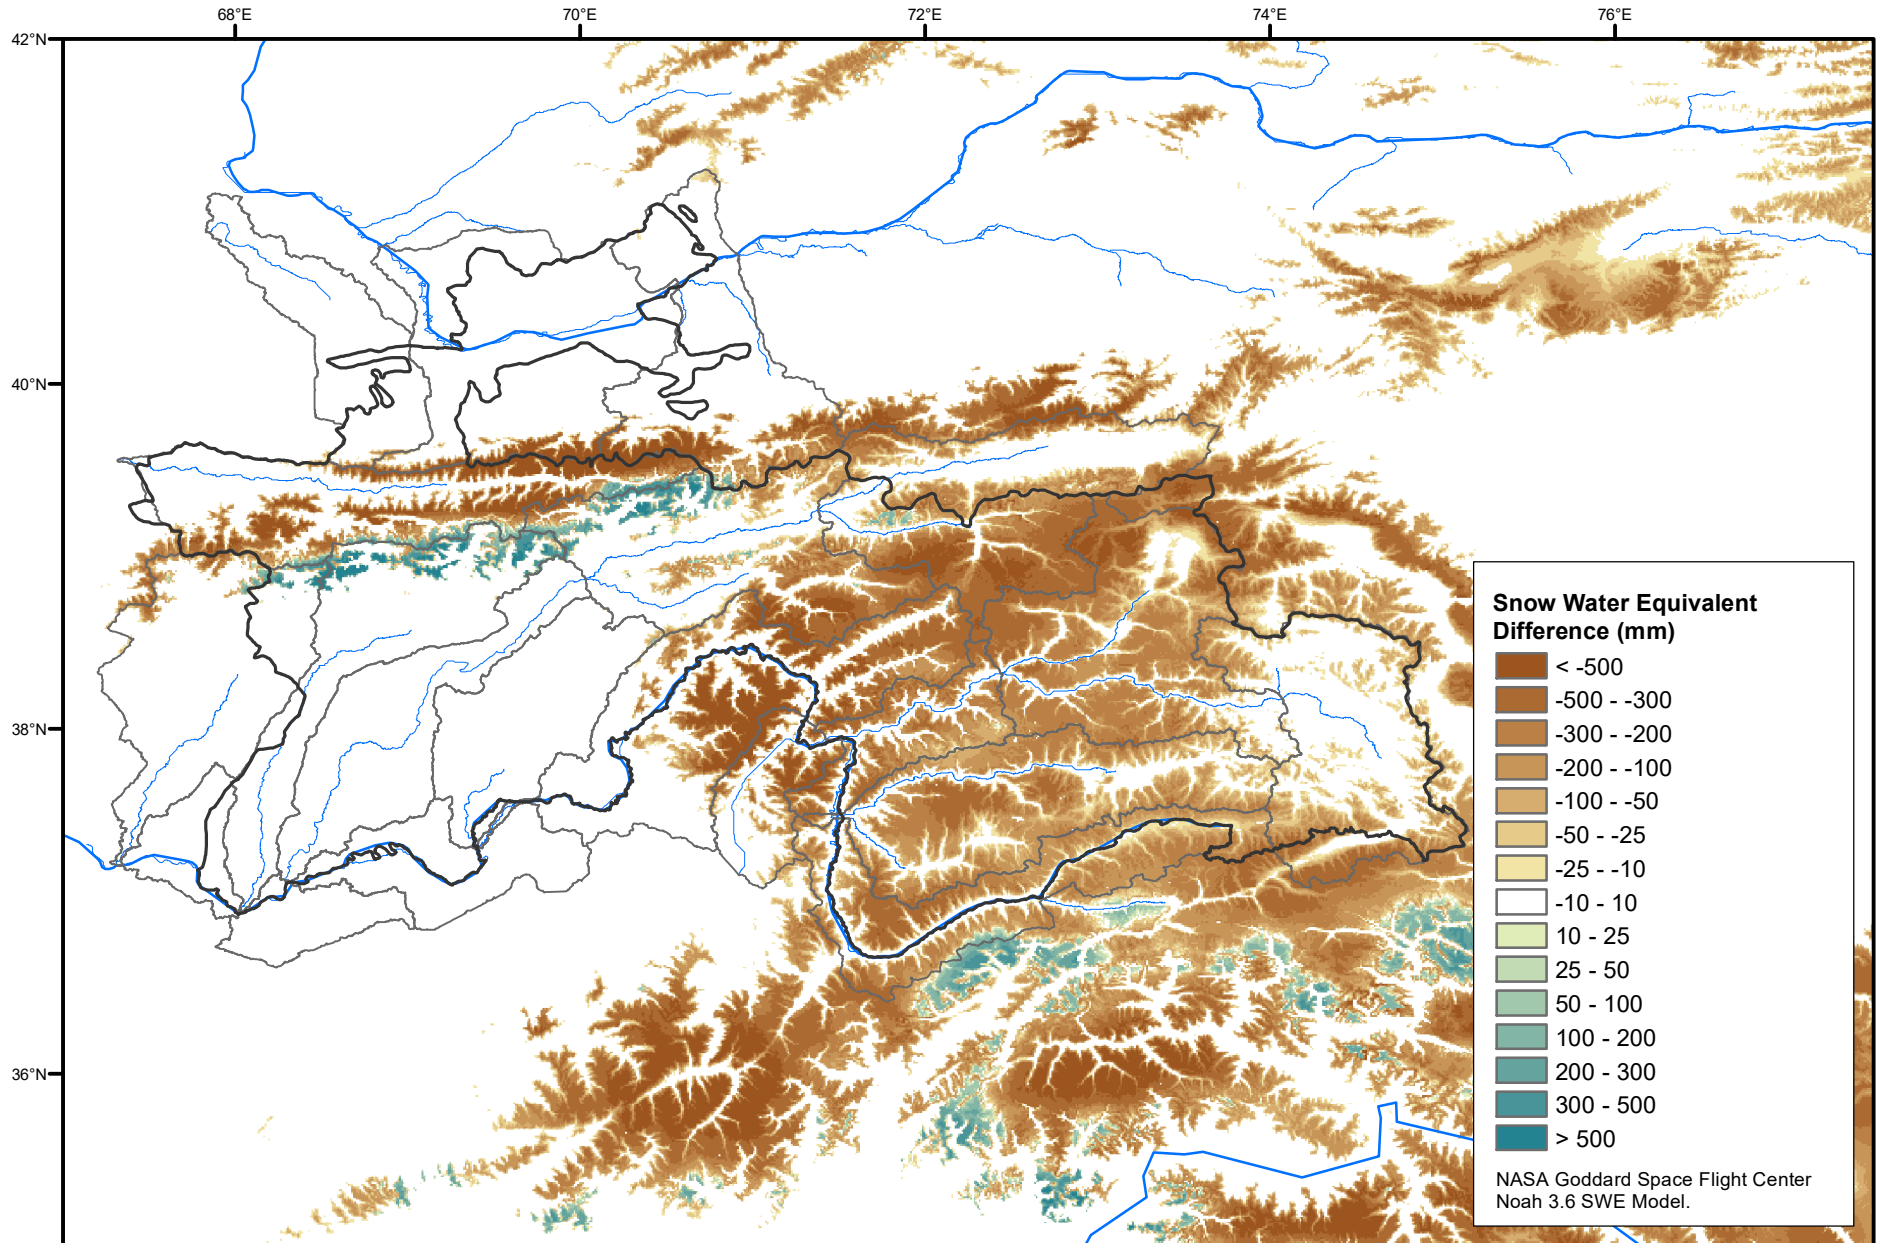 68°E
70°E
72°E
74°E
76°E
42°N
40°N
38°N
36°N
Snow Water Equivalent
Difference (mm)
< -500
-500 - -300
-300 - -200
-200 - -100
-100 - -50
-50 - -25
-25 - -10
-10 - 10
10 - 25
25 - 50
50 - 100
100 - 200
200 - 300
300 - 500
> 500
NASA Goddard Space Flight Center
Noah 3.6 SWE Model.